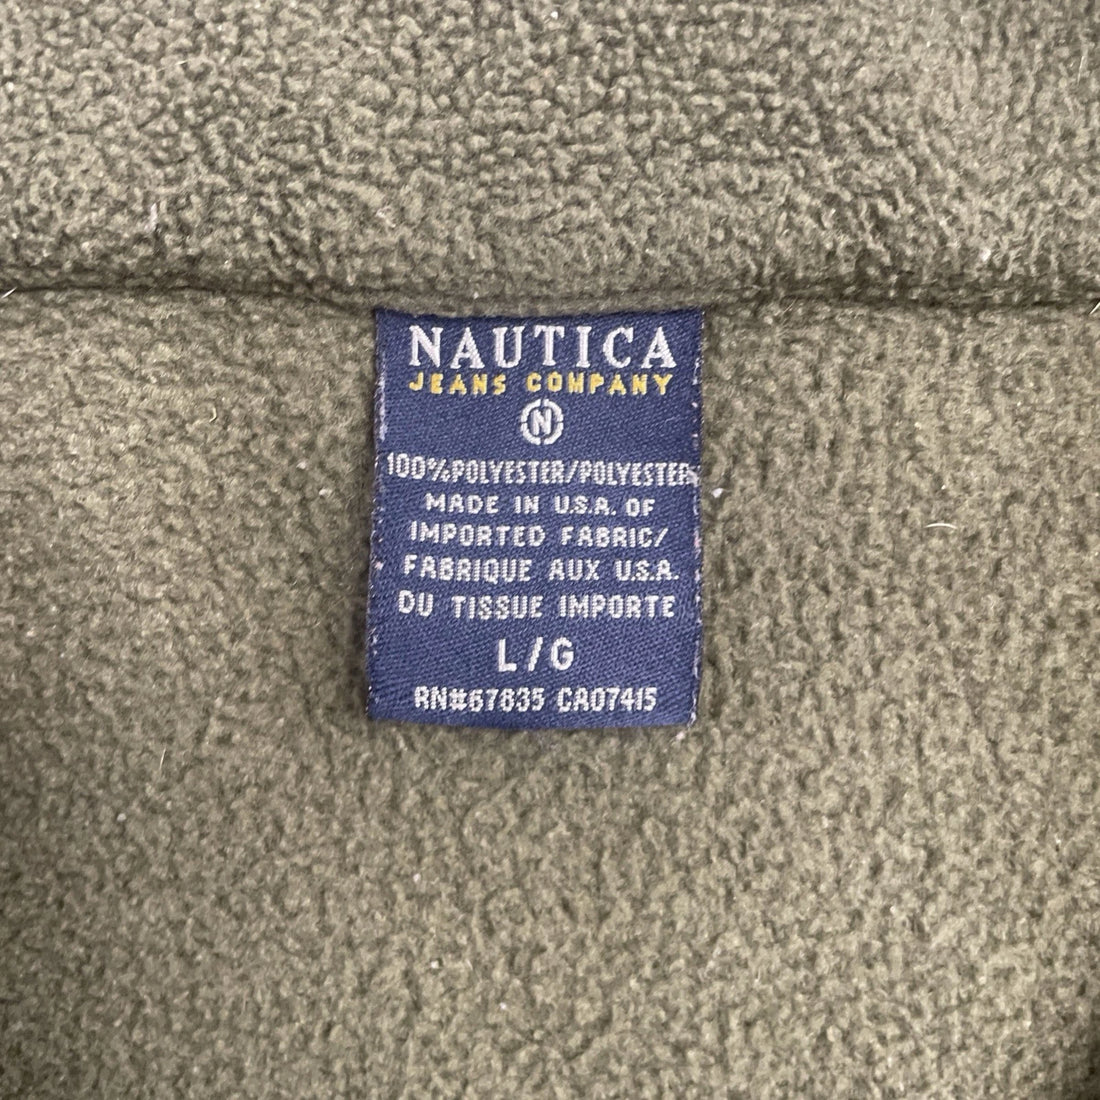 NAUTICA
JEANS COMPANY
N
100%POLYESTER/POLYESTER
MADE IN U.S.A. OF
IMPORTED FABRIC/
FABRIQUE AUX U.S.A.
DU TISSUE IMPORTE
L/G
RN#67835 CA07415